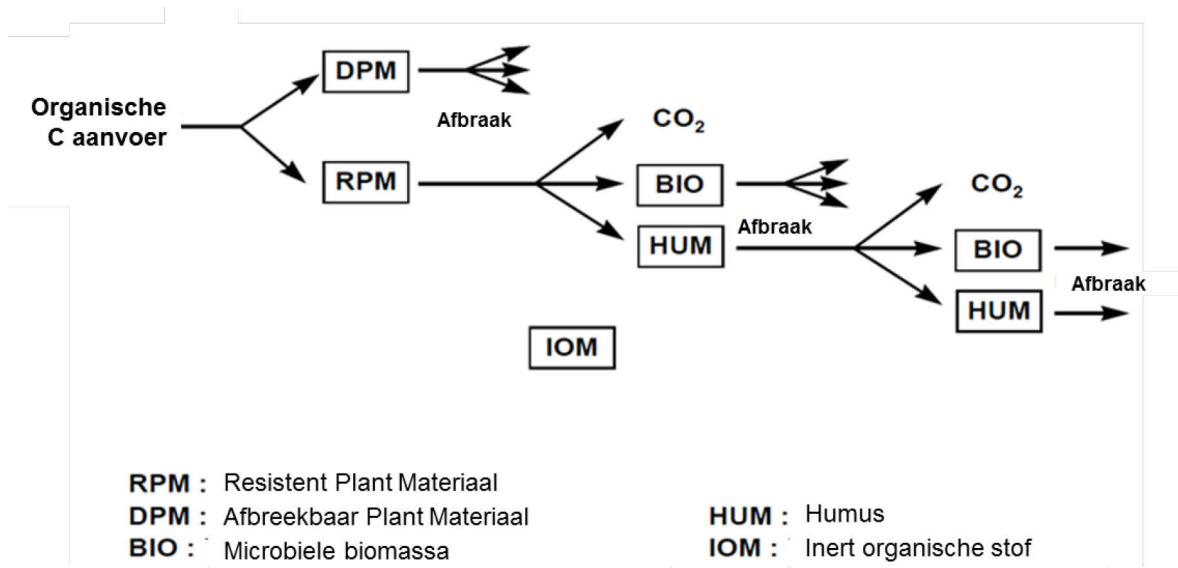 DPM
Organische
C aanvoer
Afbraak
CO₂
RPM
BIO
CO₂
HUM
Afbraak
BIO
Afbraak
HUM
IOM
RPM : Resistent Plant Materiaal
DPM : Afbreekbaar Plant Materiaal
HUM : Humus
BIO : Microbiele biomassa
IOM : Inert organische stof